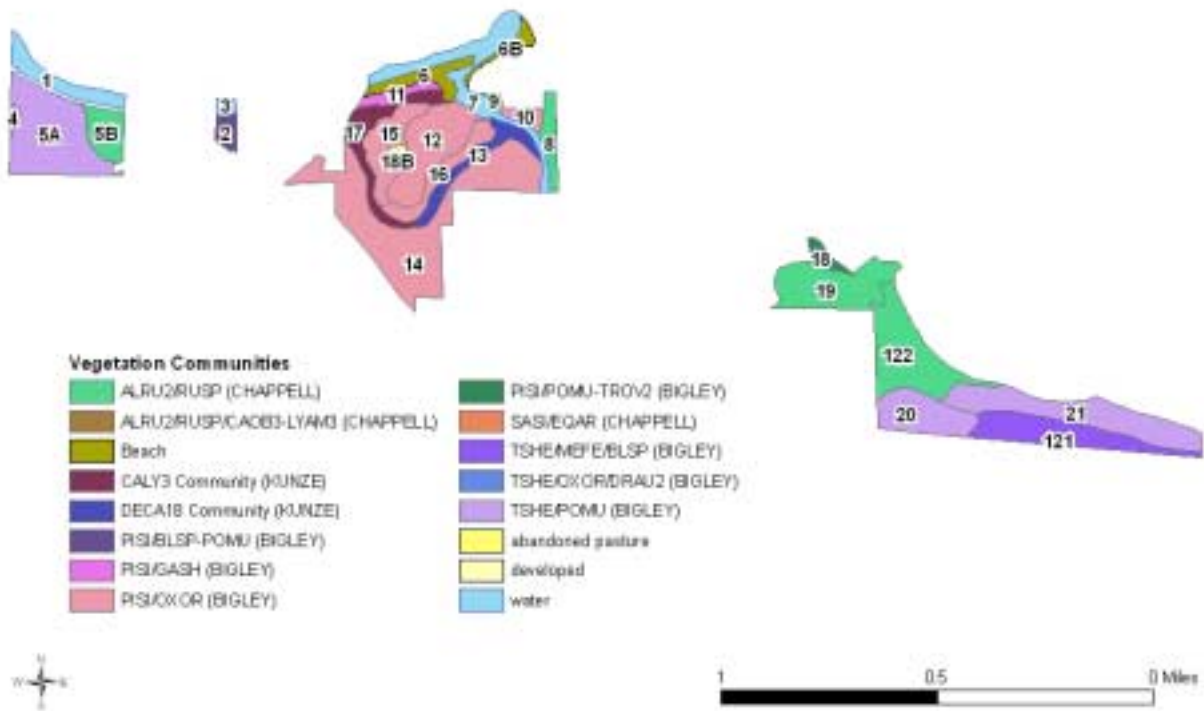 6B
1
6
3
11
7
9
10
4
5A
5B
2
17
15
12
8
18B
13
16
14
18
19
122
20
21
121
Vegetation Communities
ALRU2/RUSP (CHAPPELL)
ALRU2/RUSP/CAOB3-LYAM3 (CHAPPELL)
Beach
CALY3 Community (KUNZE)
DECA18 Community (KUNZE)
PISI/BLSP-POMU (BIGLEY)
PISI/GASH (BIGLEY)
PISI/OXOR (BIGLEY)
PISI/POMU-TROV2 (BIGLEY)
SASI/EQAR (CHAPPELL)
TSHE/MEFE/BLSP (BIGLEY)
TSHE/OXOR/DRAU2 (BIGLEY)
TSHE/POMU (BIGLEY)
abandoned pasture
developed
water
N
W E
S
1 0.5 0 Miles